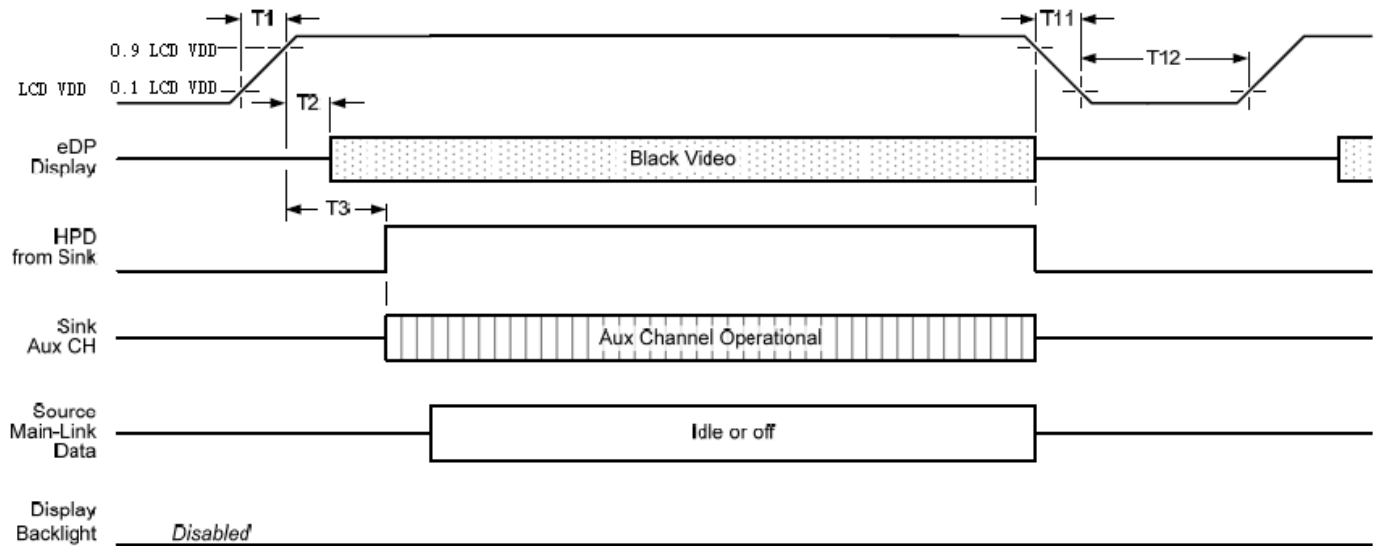 T1
T11
0.9 LCD VDD
T12
LCD VDD 0.1 LCD VDD
T2
eDP
Display
Black Video
T3
HPD
from Sink
Sink
Aux CH
Aux Channel Operational
Source
Main-Link
Data
Idle or off
Display
Backlight
Disabled